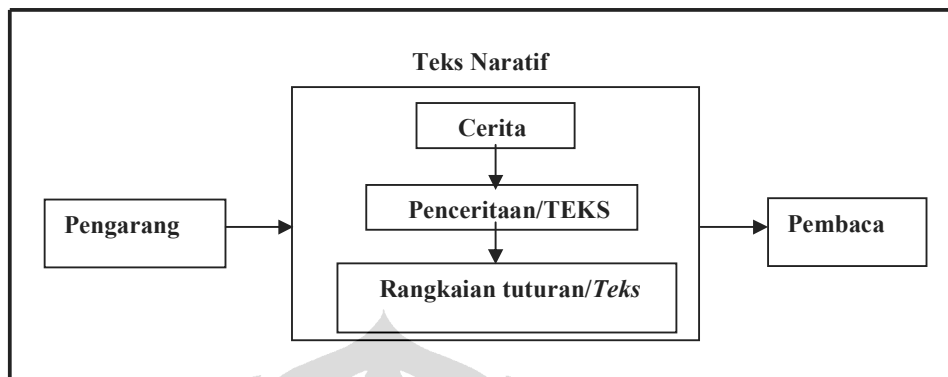 Teks Naratif
Cerita
Penceritaan/TEKS
Pengarang
Pembaca
Rangkaian tuturan/Teks